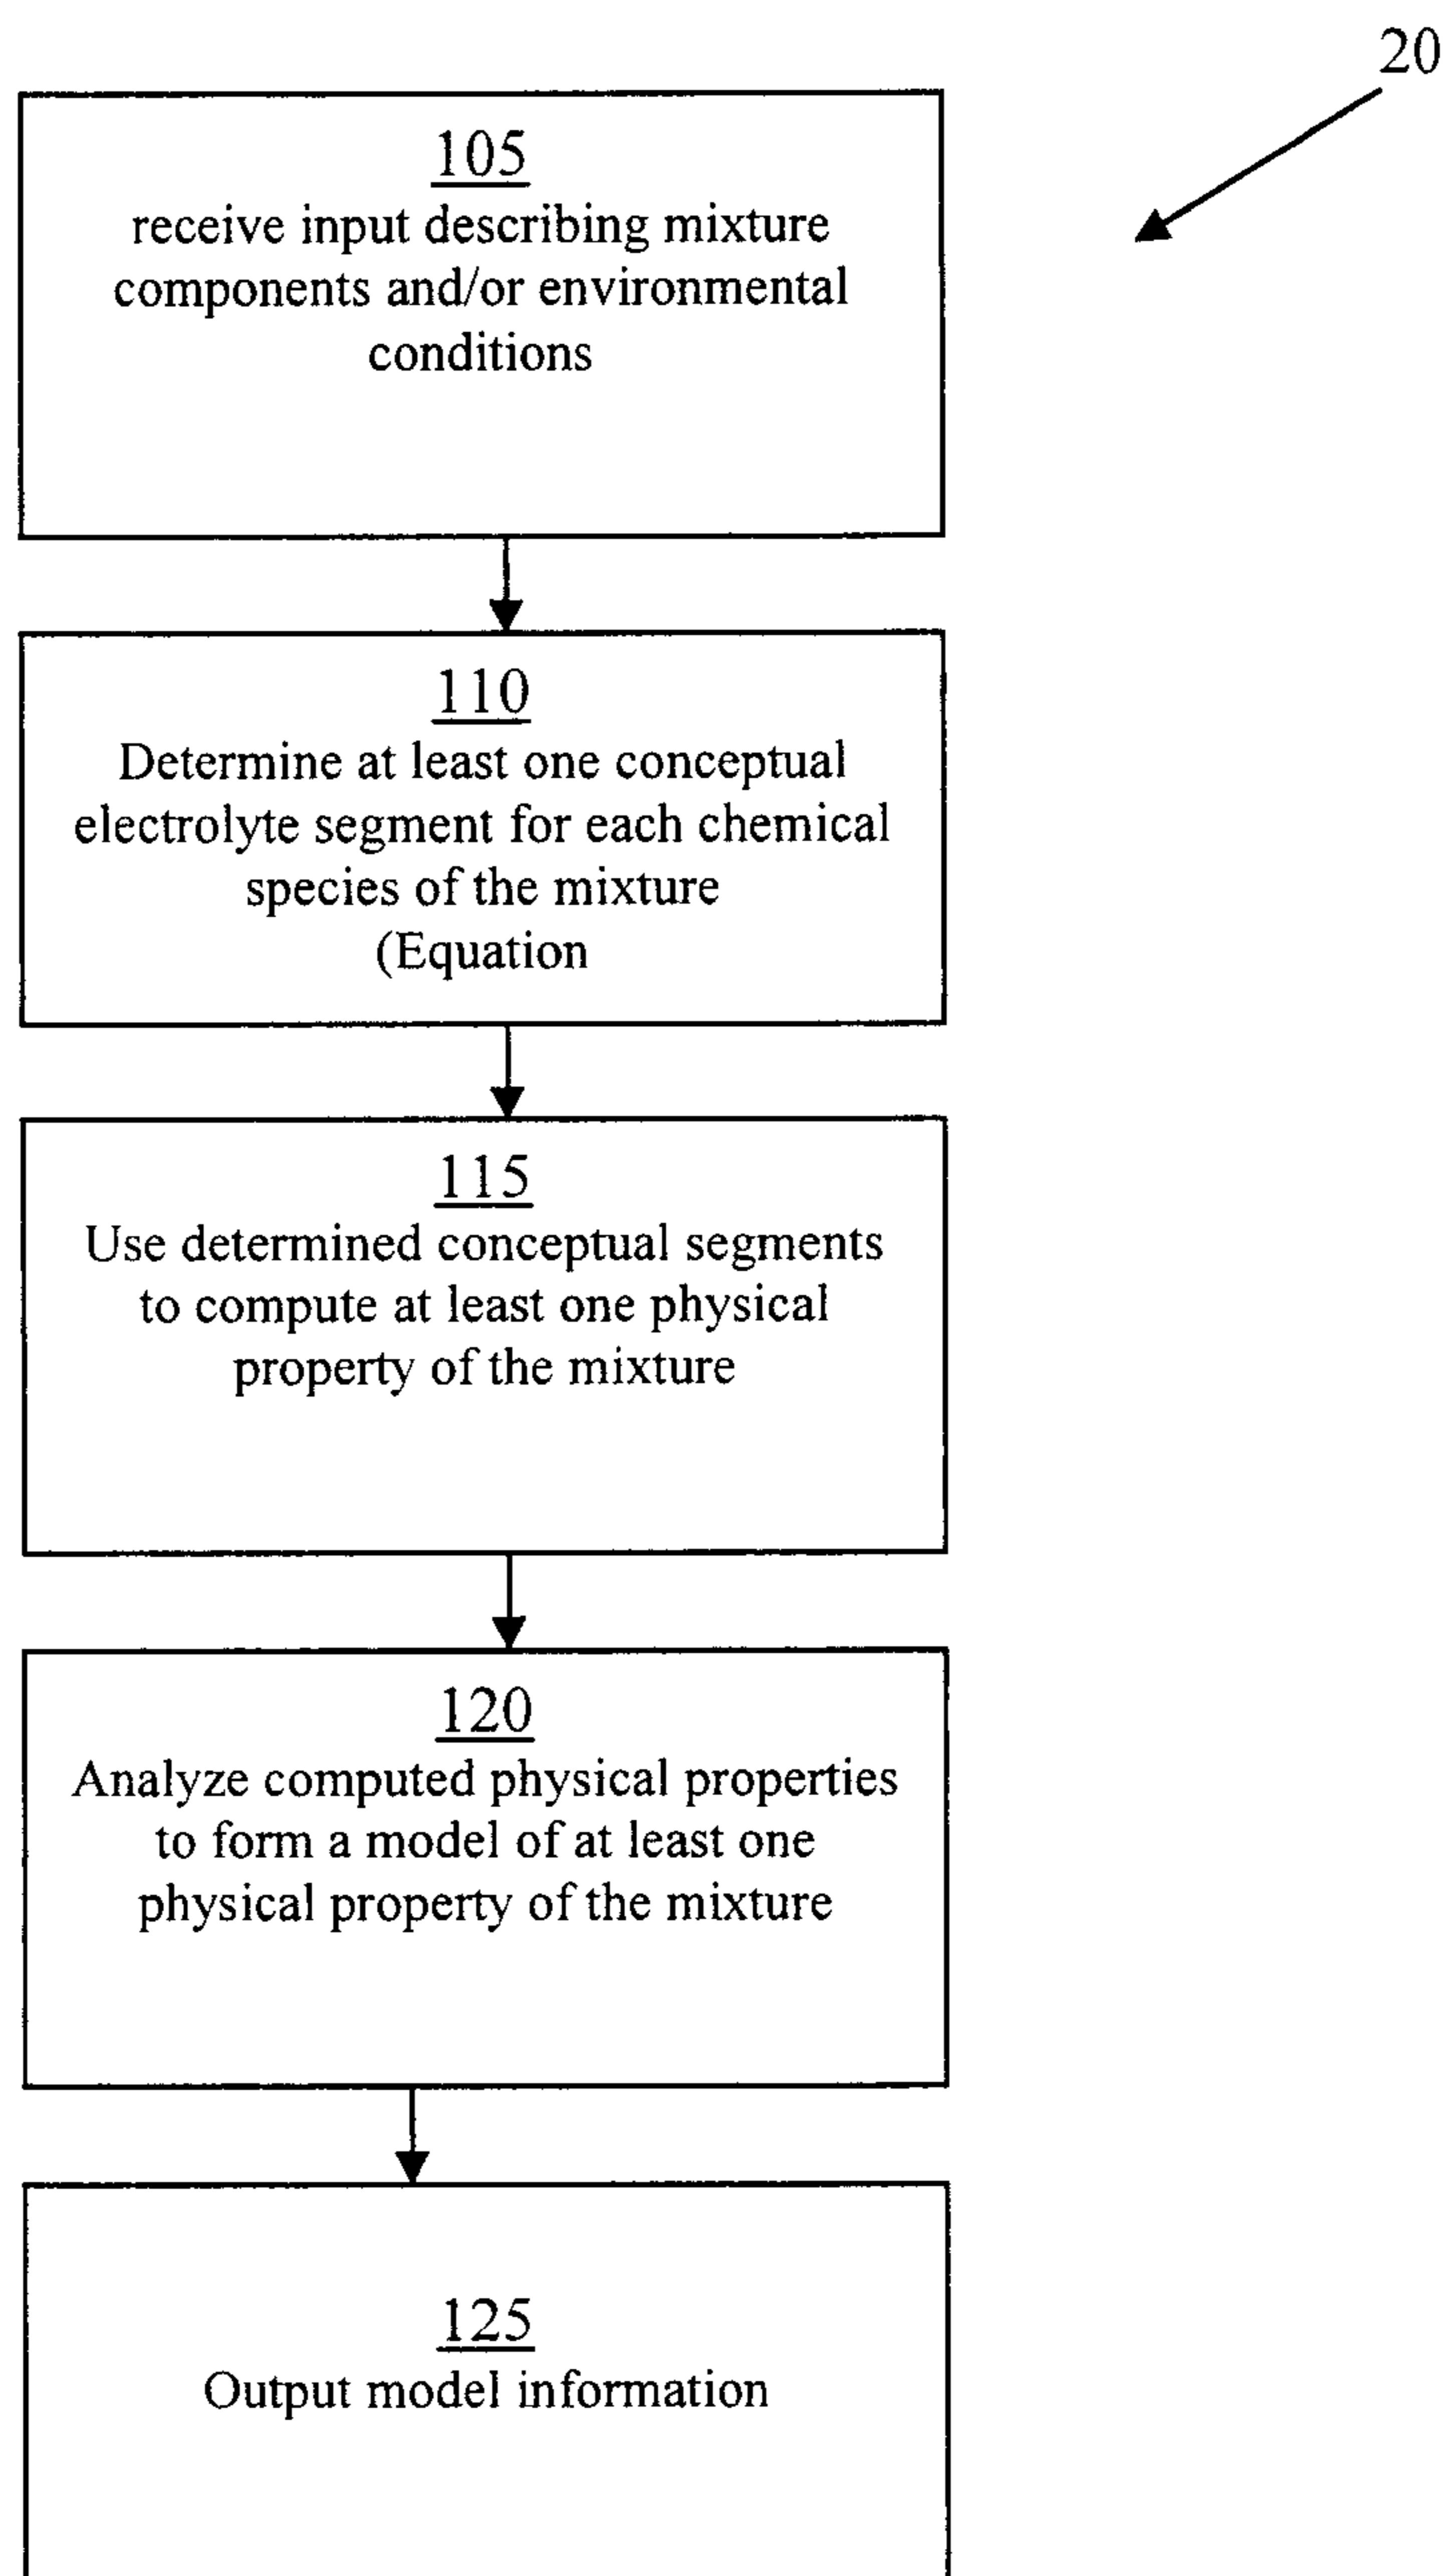 20
105
receive input describing mixture
components and/or environmental
conditions
110
Determine at least one conceptual
electrolyte segment for each chemical
species of the mixture
(Equation
115
Use determined conceptual segments
to compute at least one physical
property of the mixture
120
Analyze computed physical properties
to form a model of at least one
physical property of the mixture
125
Output model information